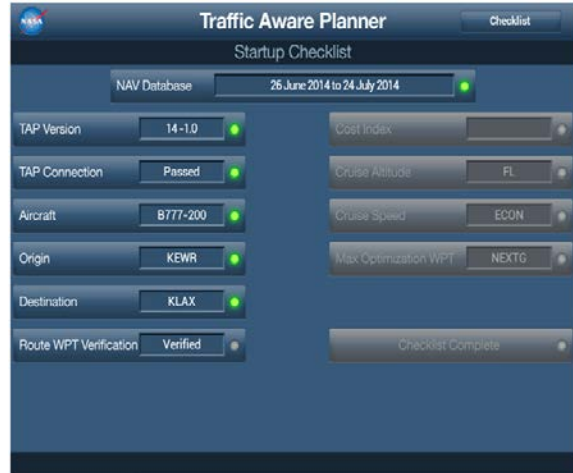 NASA
Traffic Aware Planner
Checklist
Startup Checklist
NAV Database 26 June 2014 to 24 July 2014
TAP Version 14-1.0
Cost Index
TAP Connection Passed
Cruise Altitude FL
Aircraft B777-200
Cruise Speed ECON
Origin KEWR
Max Optimization WPT NEXTG
Destination KLAX
Route WPT Verification Verified
Checklist Complete